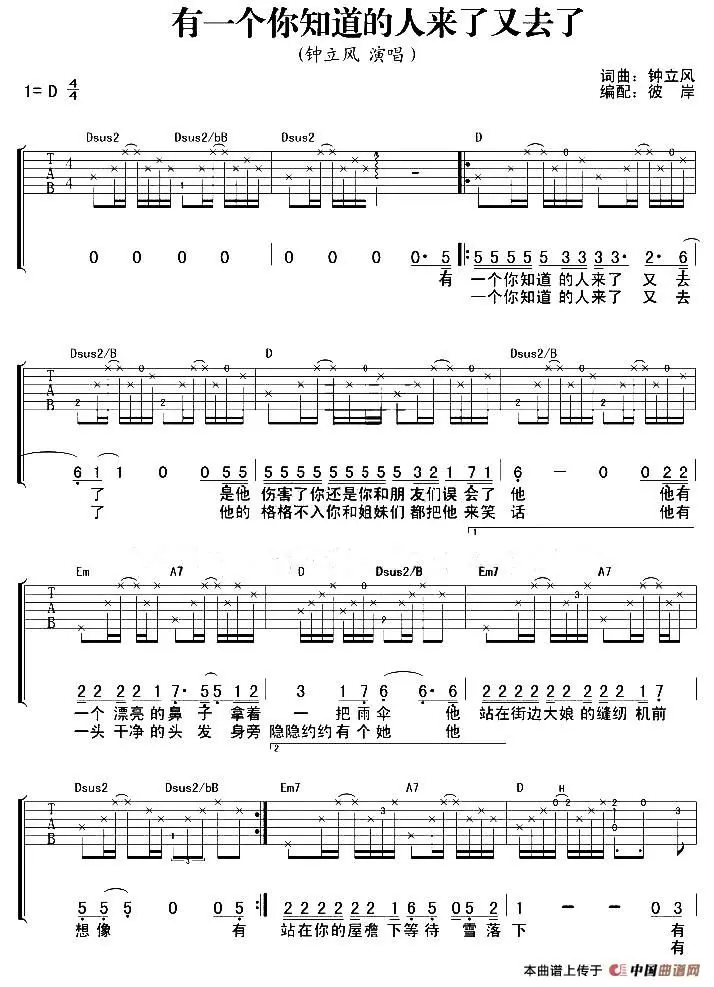 有一个你知道的人来了又去了
(钟立风 演唱)
1= D 4/4
词曲：钟立风
编配：彼 岸
Dsus2 Dsus2/bB Dsus2 D
TAB
0 0 0 0 0 0 0 0· 5 5 5 5 5 5 3 3 3 3· 2· 6
有 一个你知道 的人来了 又 去
一个你知道 的人来了 又 去
Dsus2/B D Dsus2/B
TAB
6 1 1 0 0 5 5 5 5 5 5 5 5 5 5 5 3 2 1 7 1 6 – 0 0 2 2
了 是他 伤害了你还是你和朋友们误 会了 他 他有
了 他的 格格不入你和姐妹们 都把他 来笑 话 他有
1.
Em A7 D Dsus2/B Em7 A7
TAB
2 2 2 2 1 7· 5 5 1 2 3 1 7 6 6· 6 2 2 2 2 2 2 2 2 1 7·
一个 漂亮 的 鼻 子 拿着 一 把 雨 伞 他 站在街边大娘 的缝纫 机前
一头 干净 的头 发 身旁 隐隐约约 有 个她 他
2.
Dsus2 Dsus2/bB Em7 A7 D H
TAB
5 5 5 0 0 5 2 2 2 2 2 2 2 1 6 5 0 5 2 1 – – 0 3
想像 有 站在你的屋檐 下等待 雪落 下 有
有
本曲谱上传于 中国曲谱网